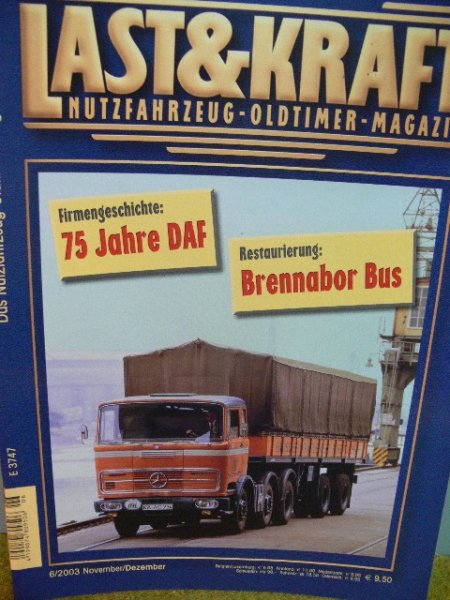 LAST&KRAFT
NUTZFAHRZEUG-OLDTIMER-MAGAZI
Firmengeschichte:
75 Jahre DAF
Restaurierung:
Brennabor Bus
Das Nutzfahrzeug
E 3747
6/2003 November/Dezember
€ 9,50